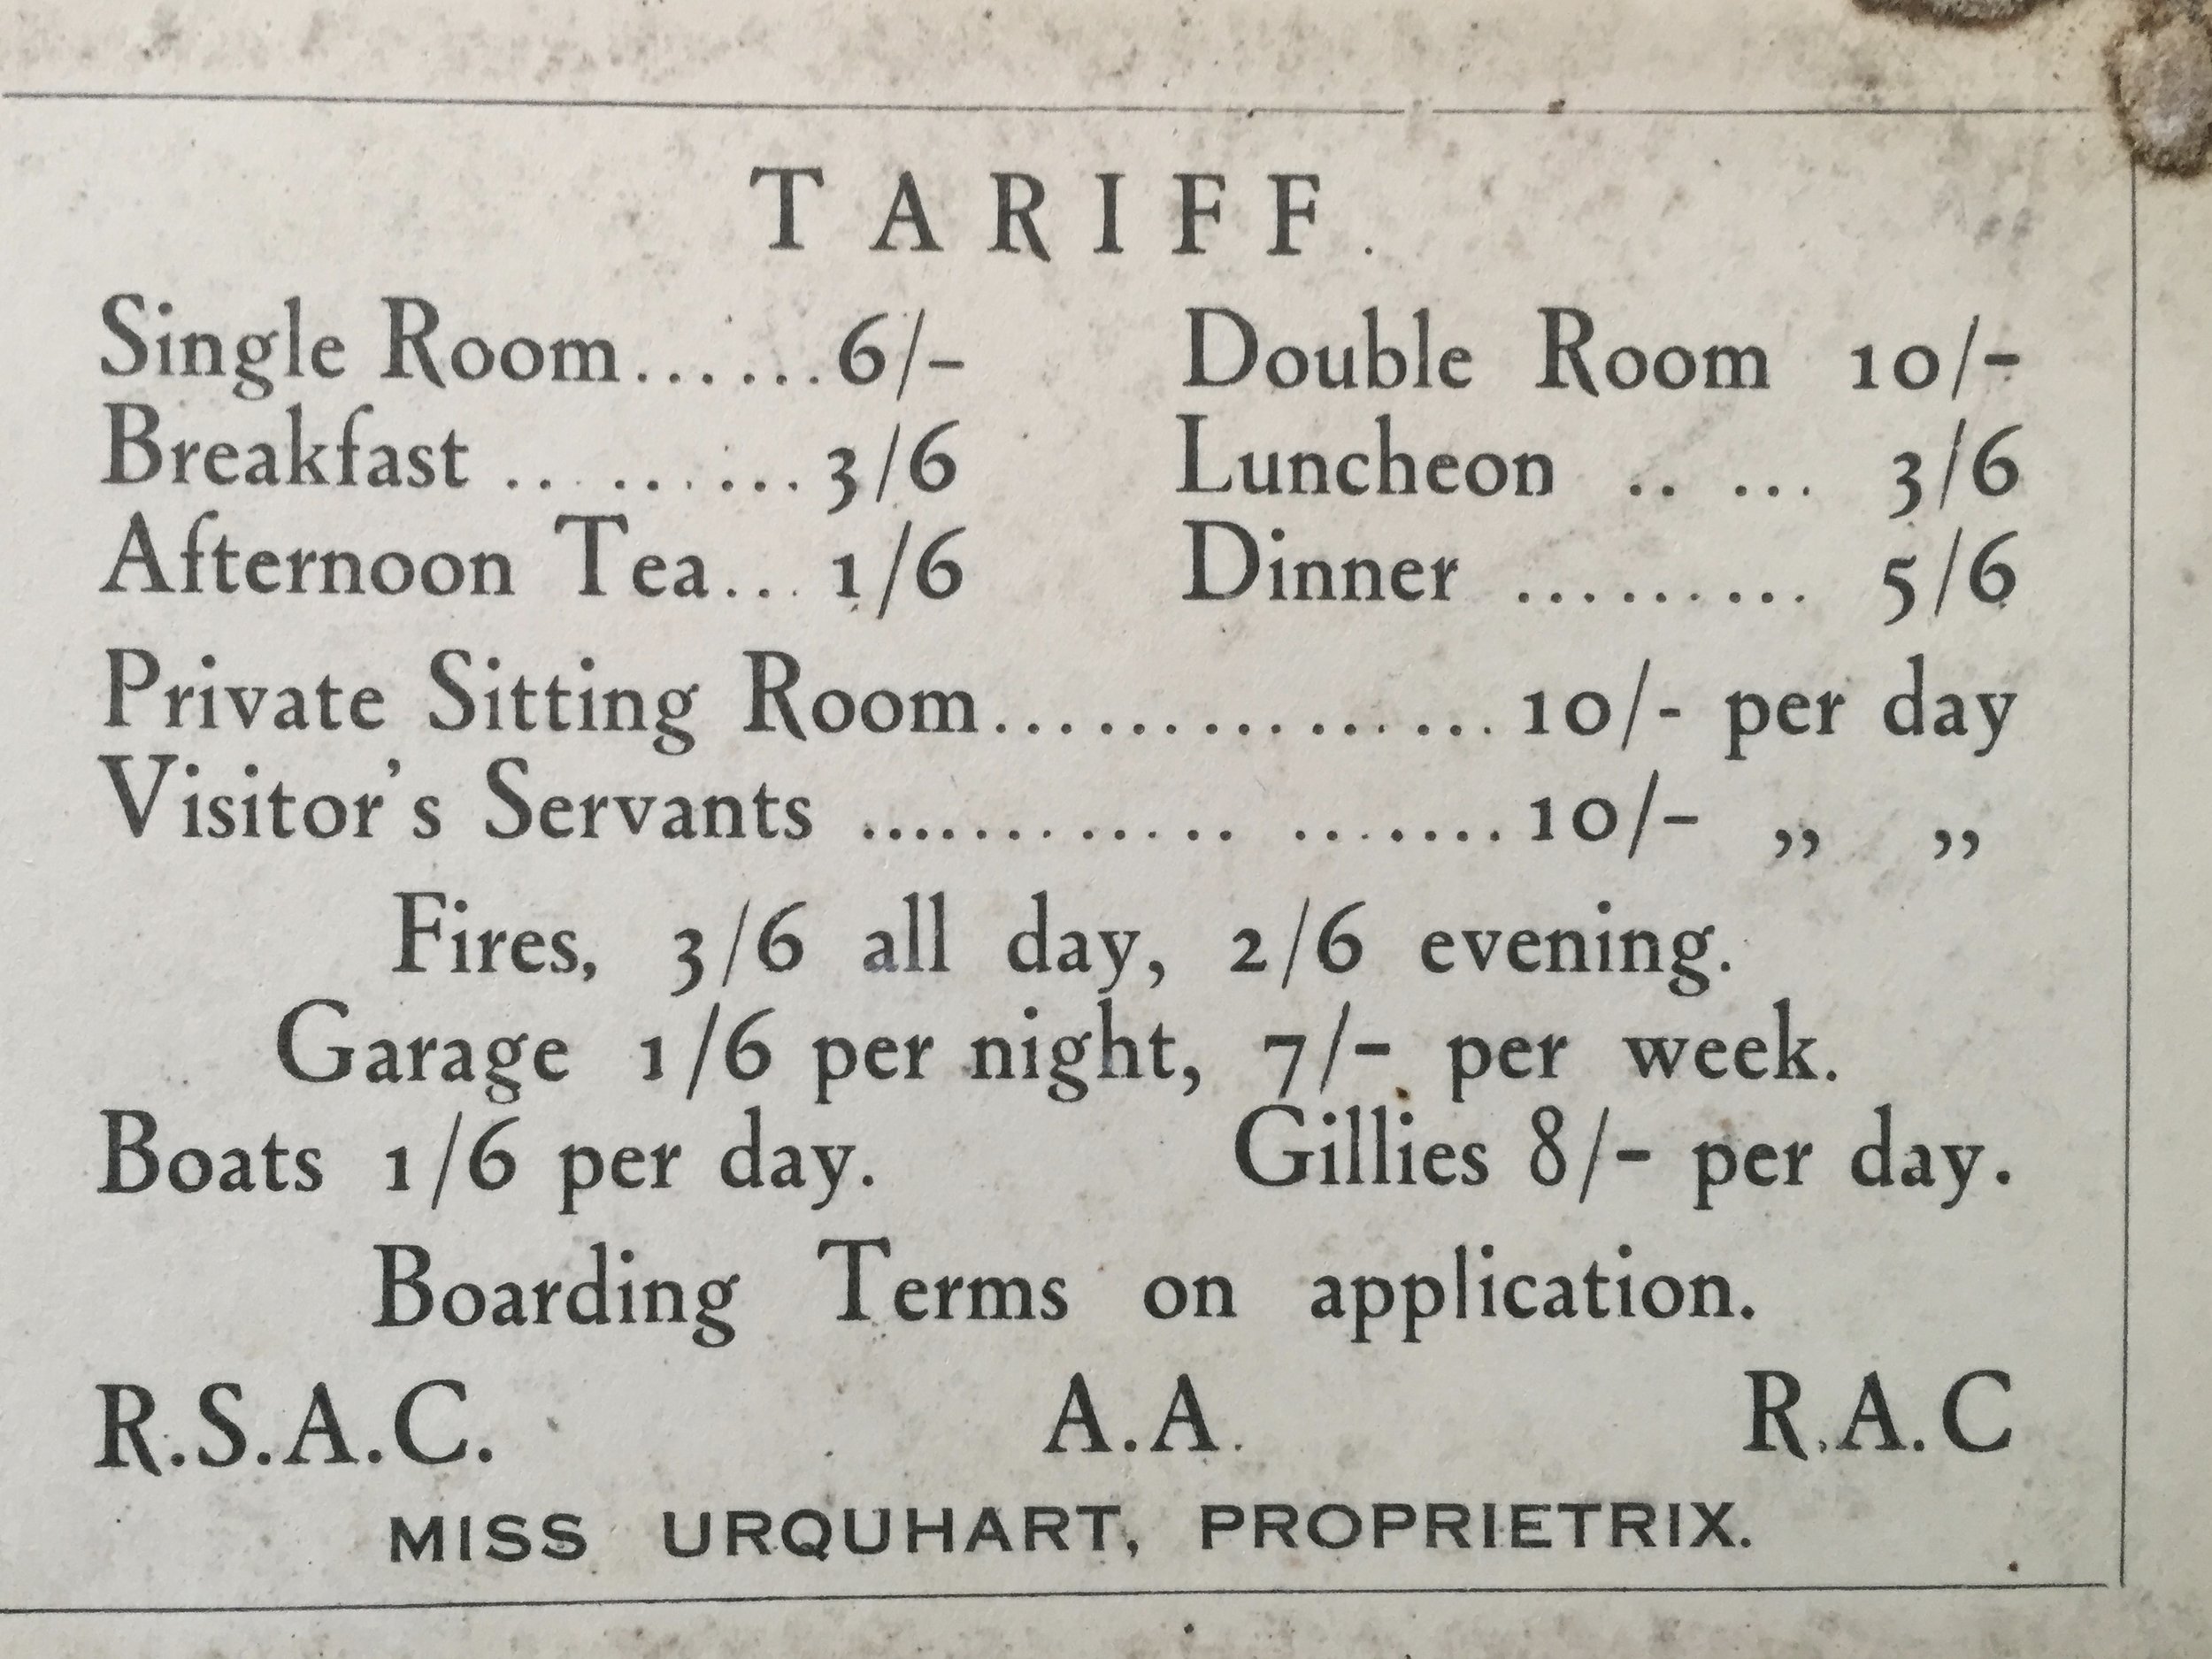 TARIFF.
Single Room.......6/- Double Room 10/-
Breakfast .. .........3/6 Luncheon .. ... 3/6
Afternoon Tea... 1/6 Dinner .......... 5/6
Private Sitting Room..................10/- per day
Visitor's Servants .............. .......10/- „ „
Fires, 3/6 all day, 2/6 evening.
Garage 1/6 per night, 7/- per week.
Boats 1/6 per day. Gillies 8/- per day.
Boarding Terms on application.
R.S.A.C. A.A. R.A.C
MISS URQUHART, PROPRIETRIX.